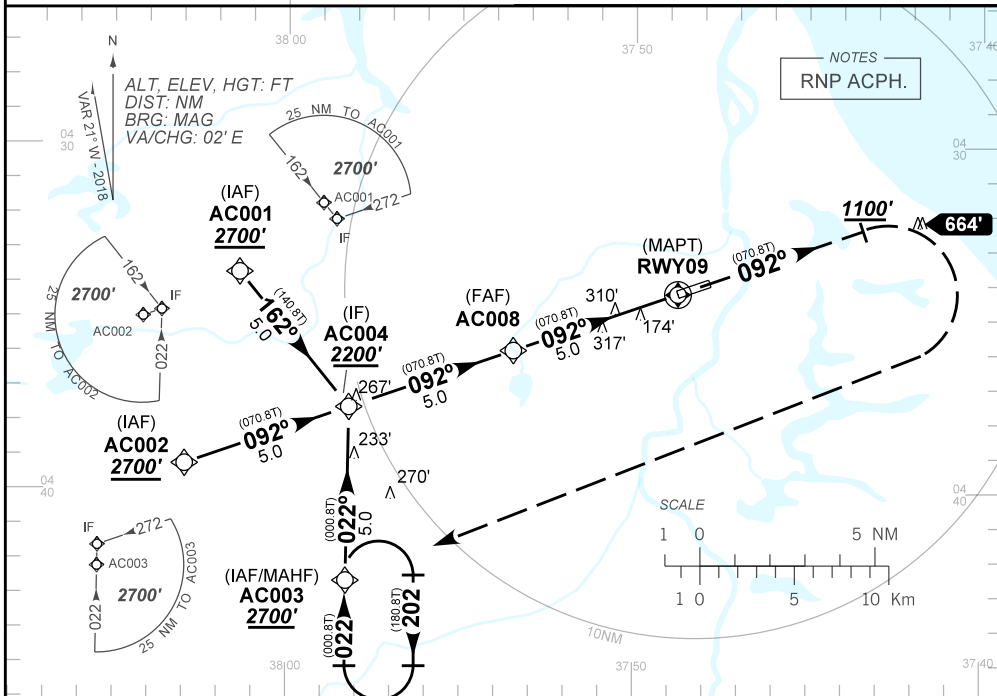 38 00
37 50
37 40
N
VAR 21° W - 2018
ALT, ELEV, HGT: FT
DIST: NM
BRG: MAG
VA/CHG: 02' E
NOTES
RNP ACPH.
04
30
04
30
25 NM TO AC001
2700'
162
AC001
272
IF
(IAF)
AC001
2700'
1100'
664'
(MAPT)
RWY09
(070.8T)
092º
25 NM TO AC002
2700'
162
IF
AC002
022
(140.8T)
162º
5.0
(IF)
AC004
2200'
(FAF)
AC008
310'
(070.8T)
092º
5.0
317'
174'
(070.8T)
092º
5.0
267'
(IAF)
AC002
2700'
(070.8T)
092º
5.0
233'
270'
04
40
04
40
(000.8T)
022º
5.0
SCALE
1 0 5 NM
1 0 5 10 Km
IF
272
AC003
2700'
022
25 NM TO AC003
(IAF/MAHF)
AC003
2700'
(000.8T)
022
(180.8T)
202
10NM
38 00
37 50
37 40